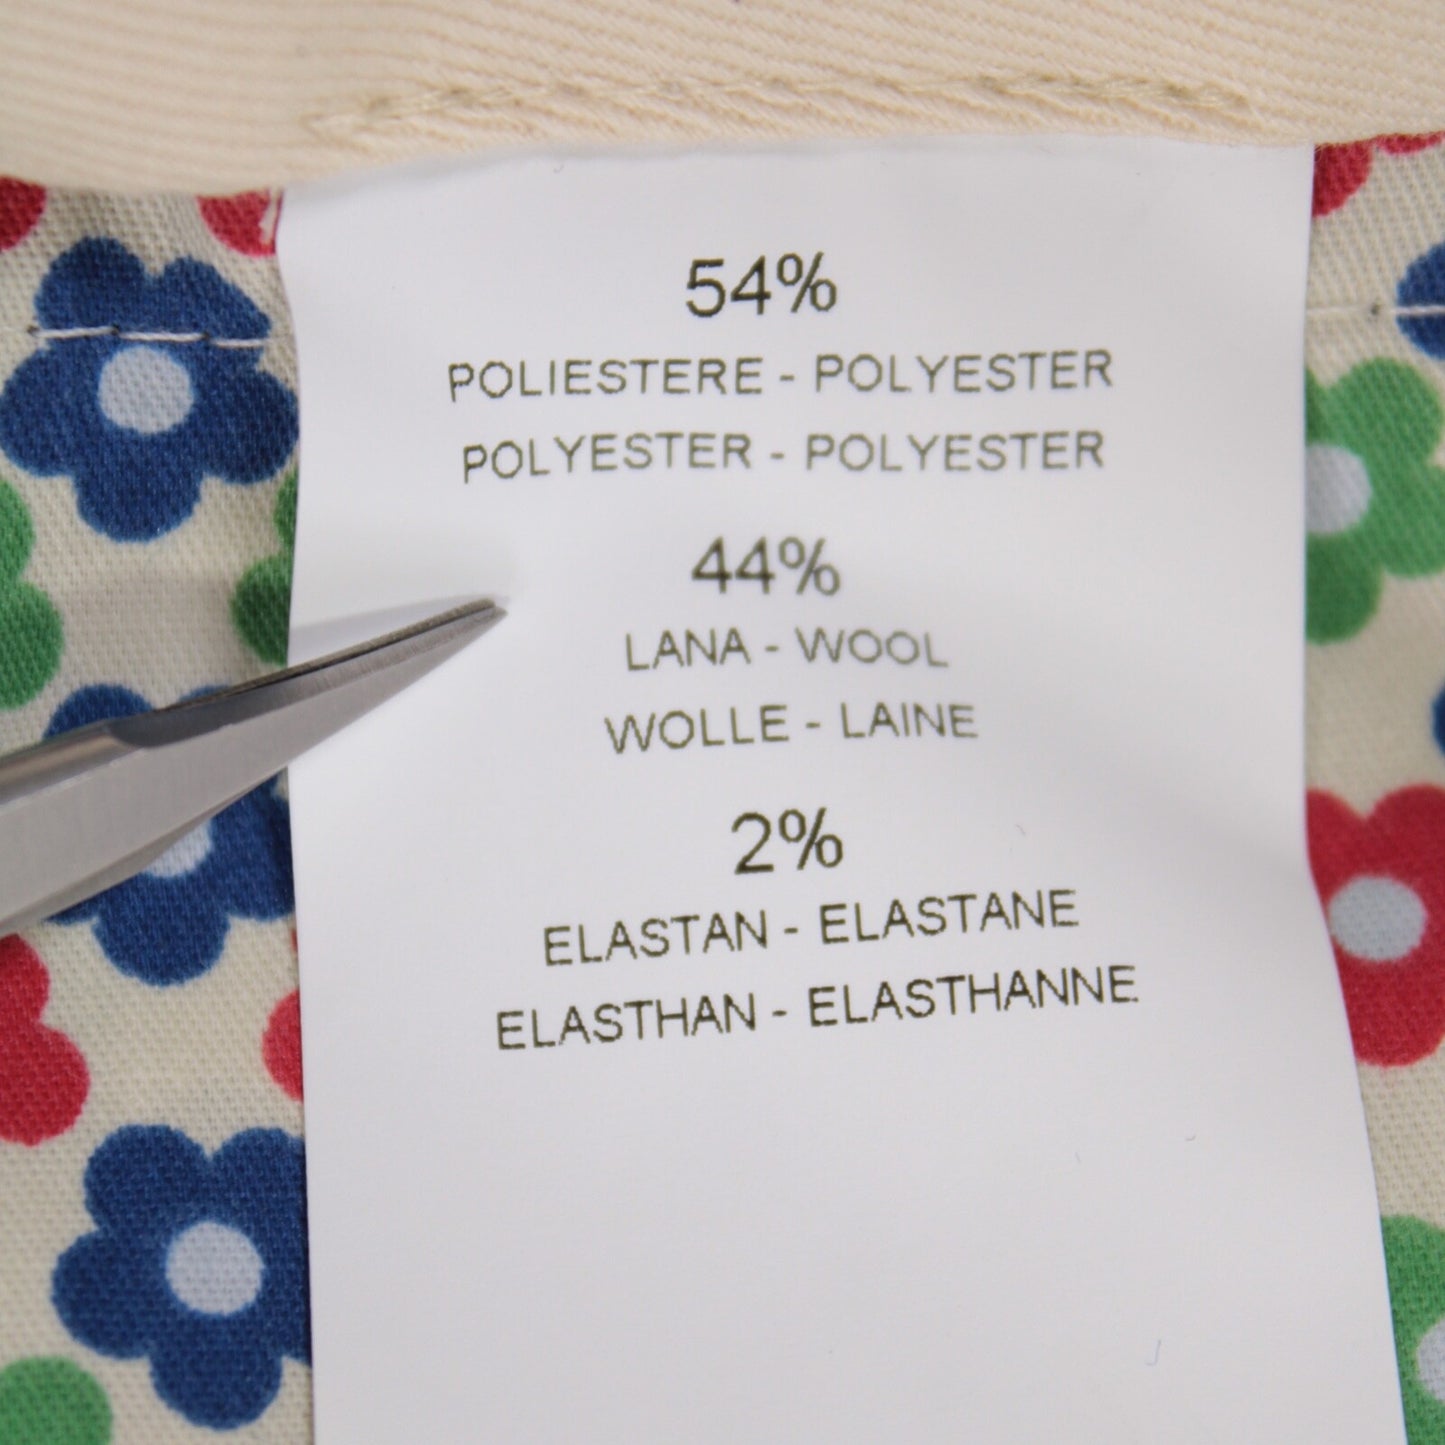 54%
POLIESTERE - POLYESTER
POLYESTER - POLYESTER
44%
LANA - WOOL
WOLLE - LAINE
2%
ELASTAN - ELASTANE
ELASTHAN - ELASTHANNE